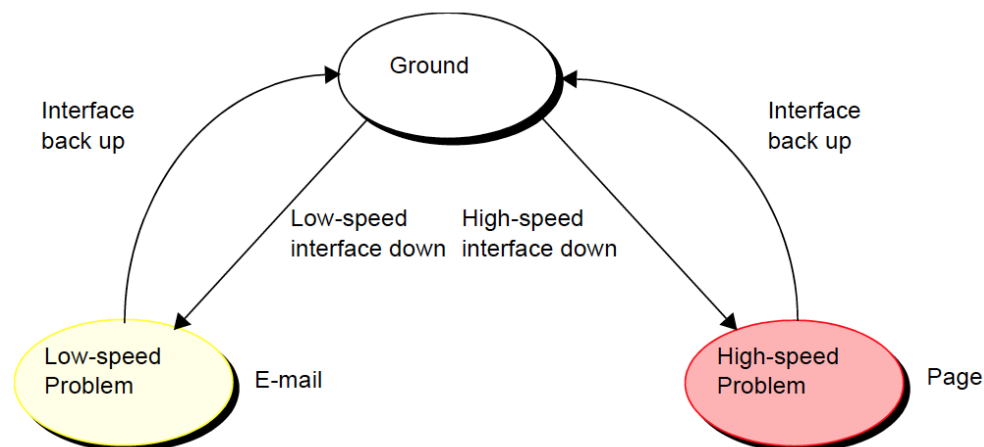 Ground
Interface
back up
Interface
back up
Low-speed
interface down
High-speed
interface down
Low-speed
Problem
E-mail
High-speed
Problem
Page